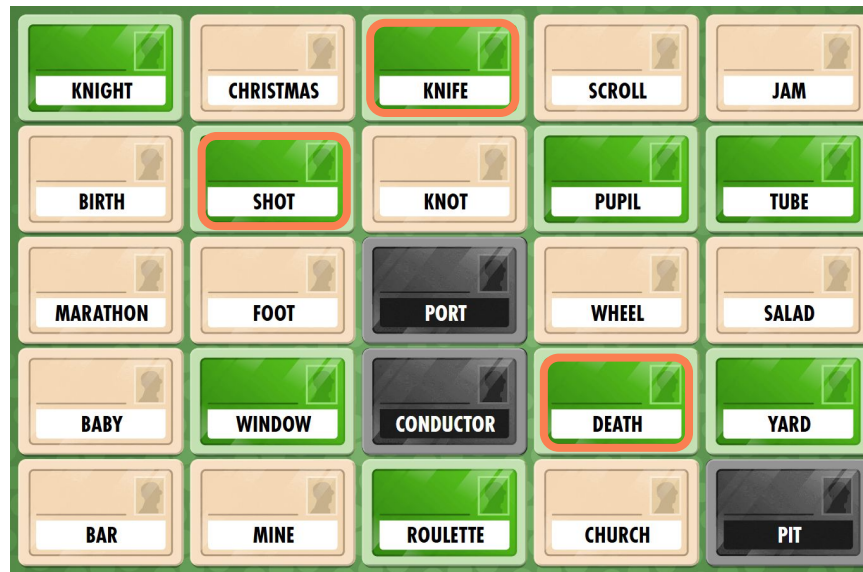 KNIGHT CHRISTMAS KNIFE SCROLL JAM
BIRTH SHOT KNOT PUPIL TUBE
MARATHON FOOT PORT WHEEL SALAD
BABY WINDOW CONDUCTOR DEATH YARD
BAR MINE ROULETTE CHURCH PIT